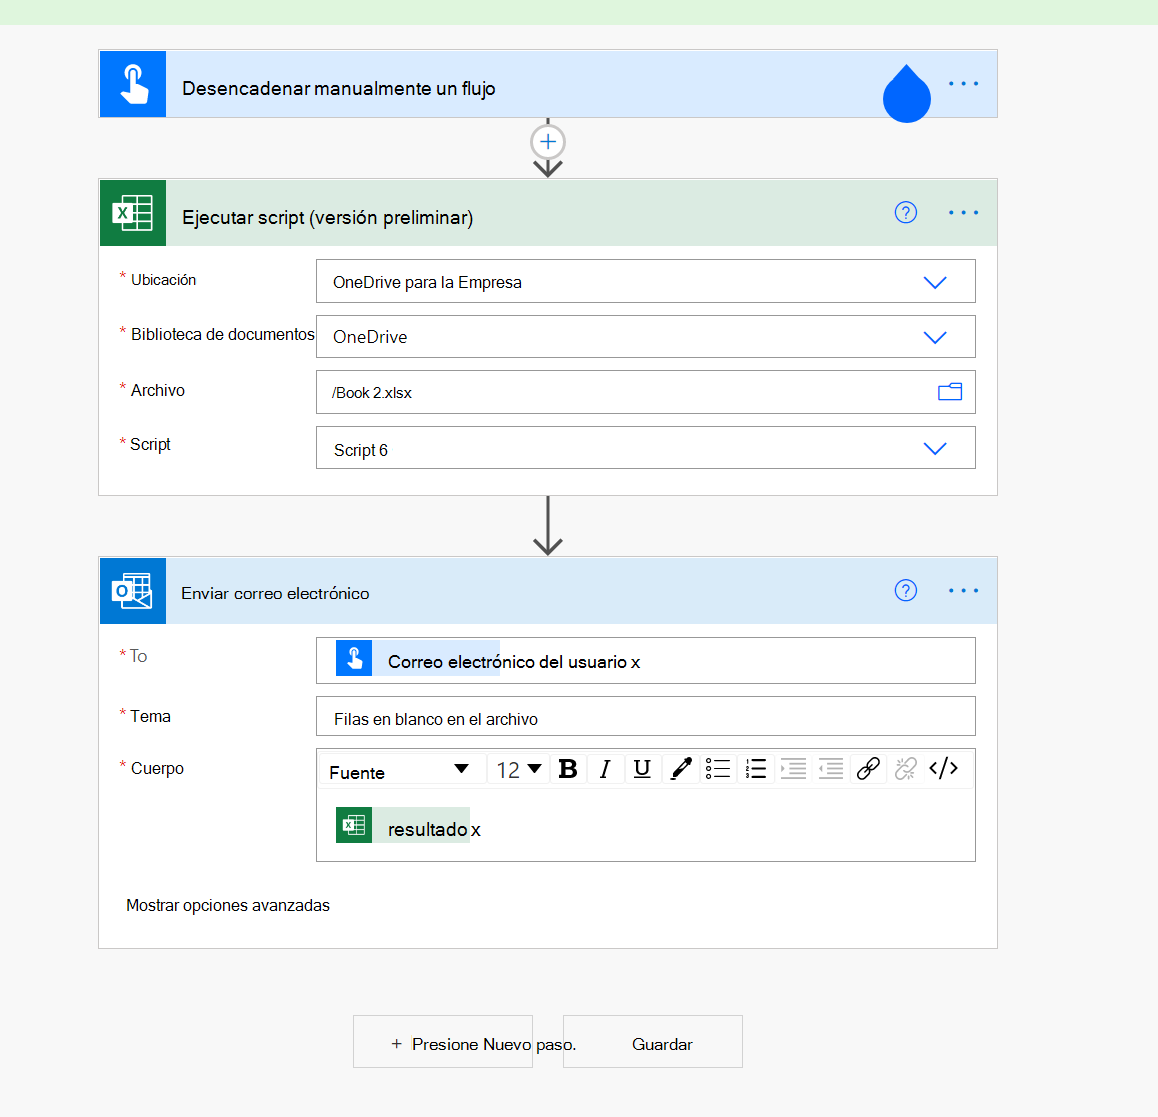 Desencadenar manualmente un flujo
Ejecutar script (versión preliminar)
* Ubicación
OneDrive para la Empresa
* Biblioteca de documentos
OneDrive
* Archivo
/Book 2.xlsx
* Script
Script 6
Enviar correo electrónico
* To
Correo electrónico del usuario x
* Tema
Filas en blanco en el archivo
* Cuerpo
Fuente 12 B I U
resultado x
Mostrar opciones avanzadas
+ Presione Nuevo paso.
Guardar